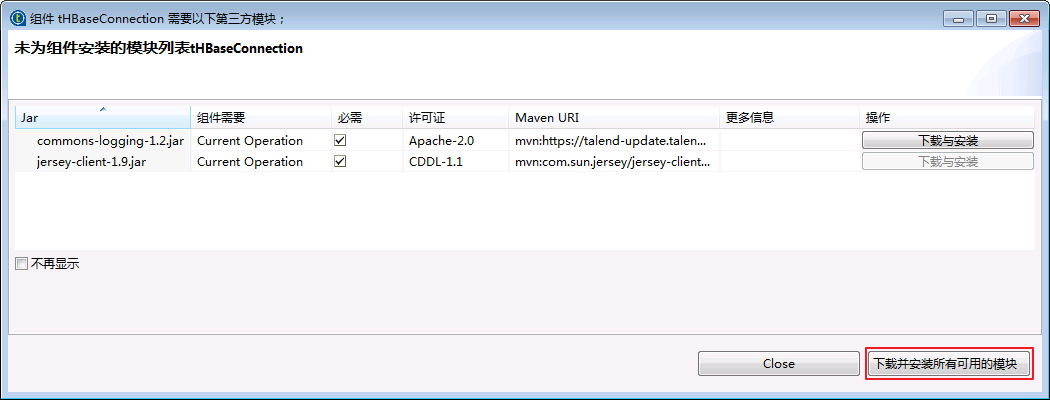 组件 tHBaseConnection 需要以下第三方模块；
未为组件安装的模块列表tHBaseConnection
Jar 组件需要 必需 许可证 Maven URI 更多信息 操作
commons-logging-1.2.jar Current Operation Apache-2.0 mvn:https://talend-update.talen... 下载与安装
jersey-client-1.9.jar Current Operation CDDL-1.1 mvn:com.sun.jersey/jersey-client... 下载与安装
不再显示
Close 下载并安装所有可用的模块